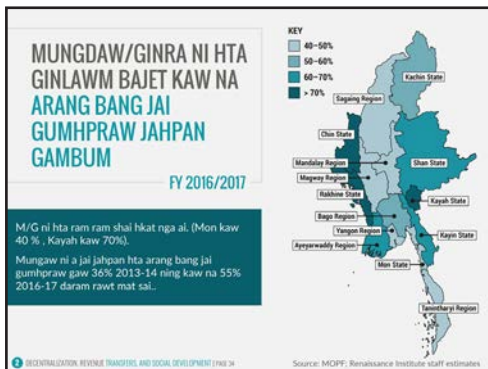 MUNGDAW/GINRA NI HTA
GINLAWM BAJET KAW NA
ARANG BANG JAI
GUMHPRAW JAHPAN
GAMBUM
FY 2016/2017
M/G ni hta ram ram shai hkat nga ai. (Mon kaw
40 % , Kayah kaw 70%).
Mungaw ni a jai jahpan hta arang bang jai
gumhpraw gaw 36% 2013-14 ning kaw na 55%
2016-17 daram rawt mat sai..
KEY
40–50%
50–60%
60–70%
> 70%
Kachin State
Sagaing Region
Chin State
Mandalay Region
Shan State
Magway Region
Rakhine State
Kayah State
Bago Region
Yangon Region
Kayin State
Ayeyarwaddy Region
Mon State
Tanintharyi Region
2 DECENTRALIZATION, REVENUE TRANSFERS, AND SOCIAL DEVELOPMENT | PAGE 34
Source: MOPF; Renaissance Institute staff estimates